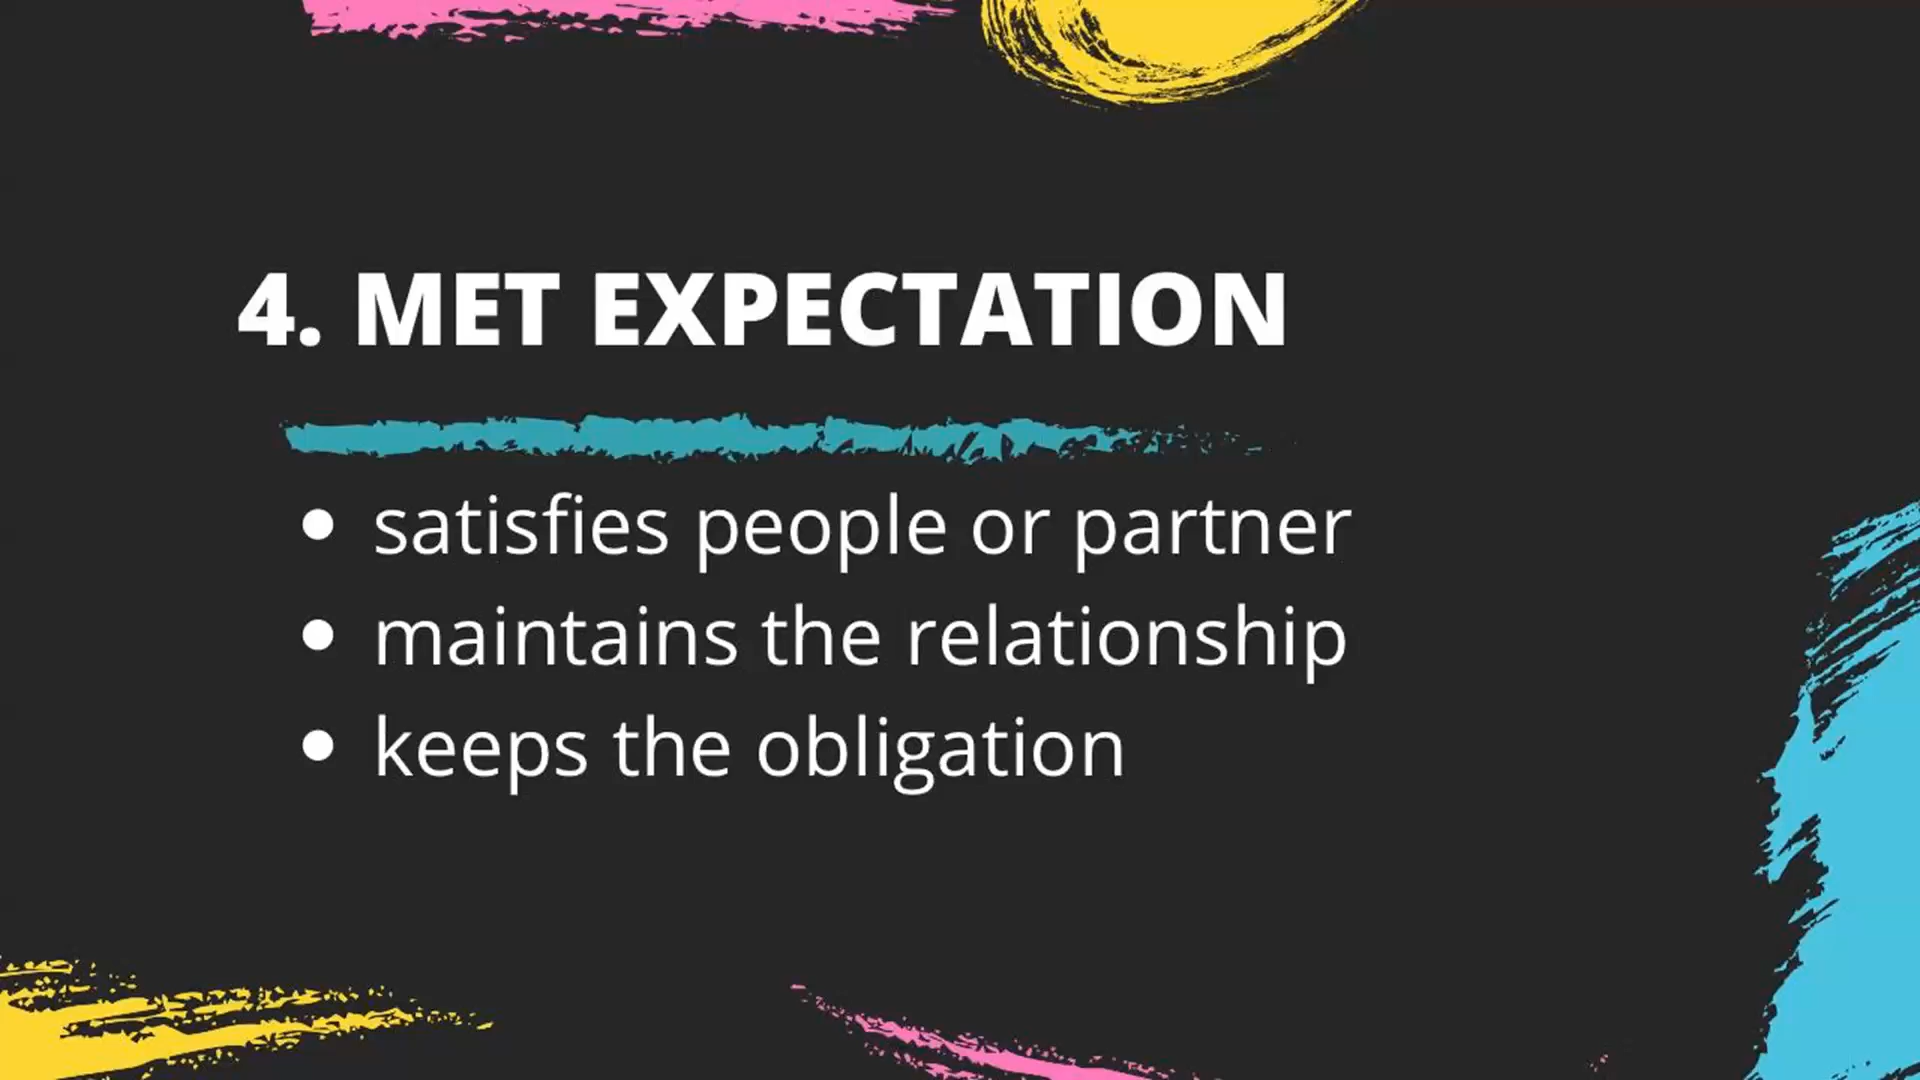 4. MET EXPECTATION
• satisfies people or partner
• maintains the relationship
• keeps the obligation